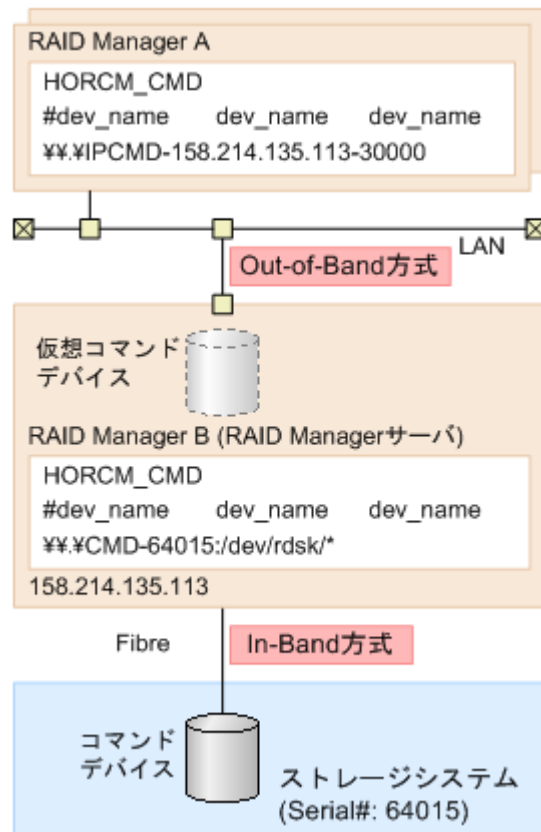 RAID Manager A
HORCM_CMD
#dev_name dev_name dev_name
¥¥.¥IPCMD-158.214.135.113-30000
LAN
Out-of-Band方式
仮想コマンド
デバイス
RAID Manager B (RAID Managerサーバ)
HORCM_CMD
#dev_name dev_name dev_name
¥¥.¥CMD-64015:/dev/rdsk/*
158.214.135.113
Fibre
In-Band方式
コマンド
デバイス
ストレージシステム
(Serial#: 64015)